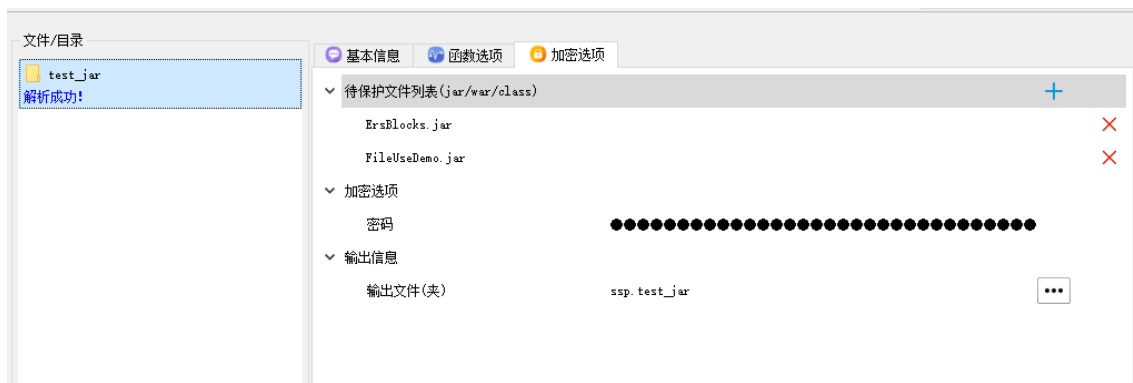 文件/目录
test_jar
解析成功!
基本信息
函数选项
加密选项
待保护文件列表(jar/war/class)
ErsBlocks.jar
FileUseDemo.jar
加密选项
密码 ●●●●●●●●●●●●●●●●●●●●●●●●●●●●●●●●
输出信息
输出文件(夹) ssp.test_jar